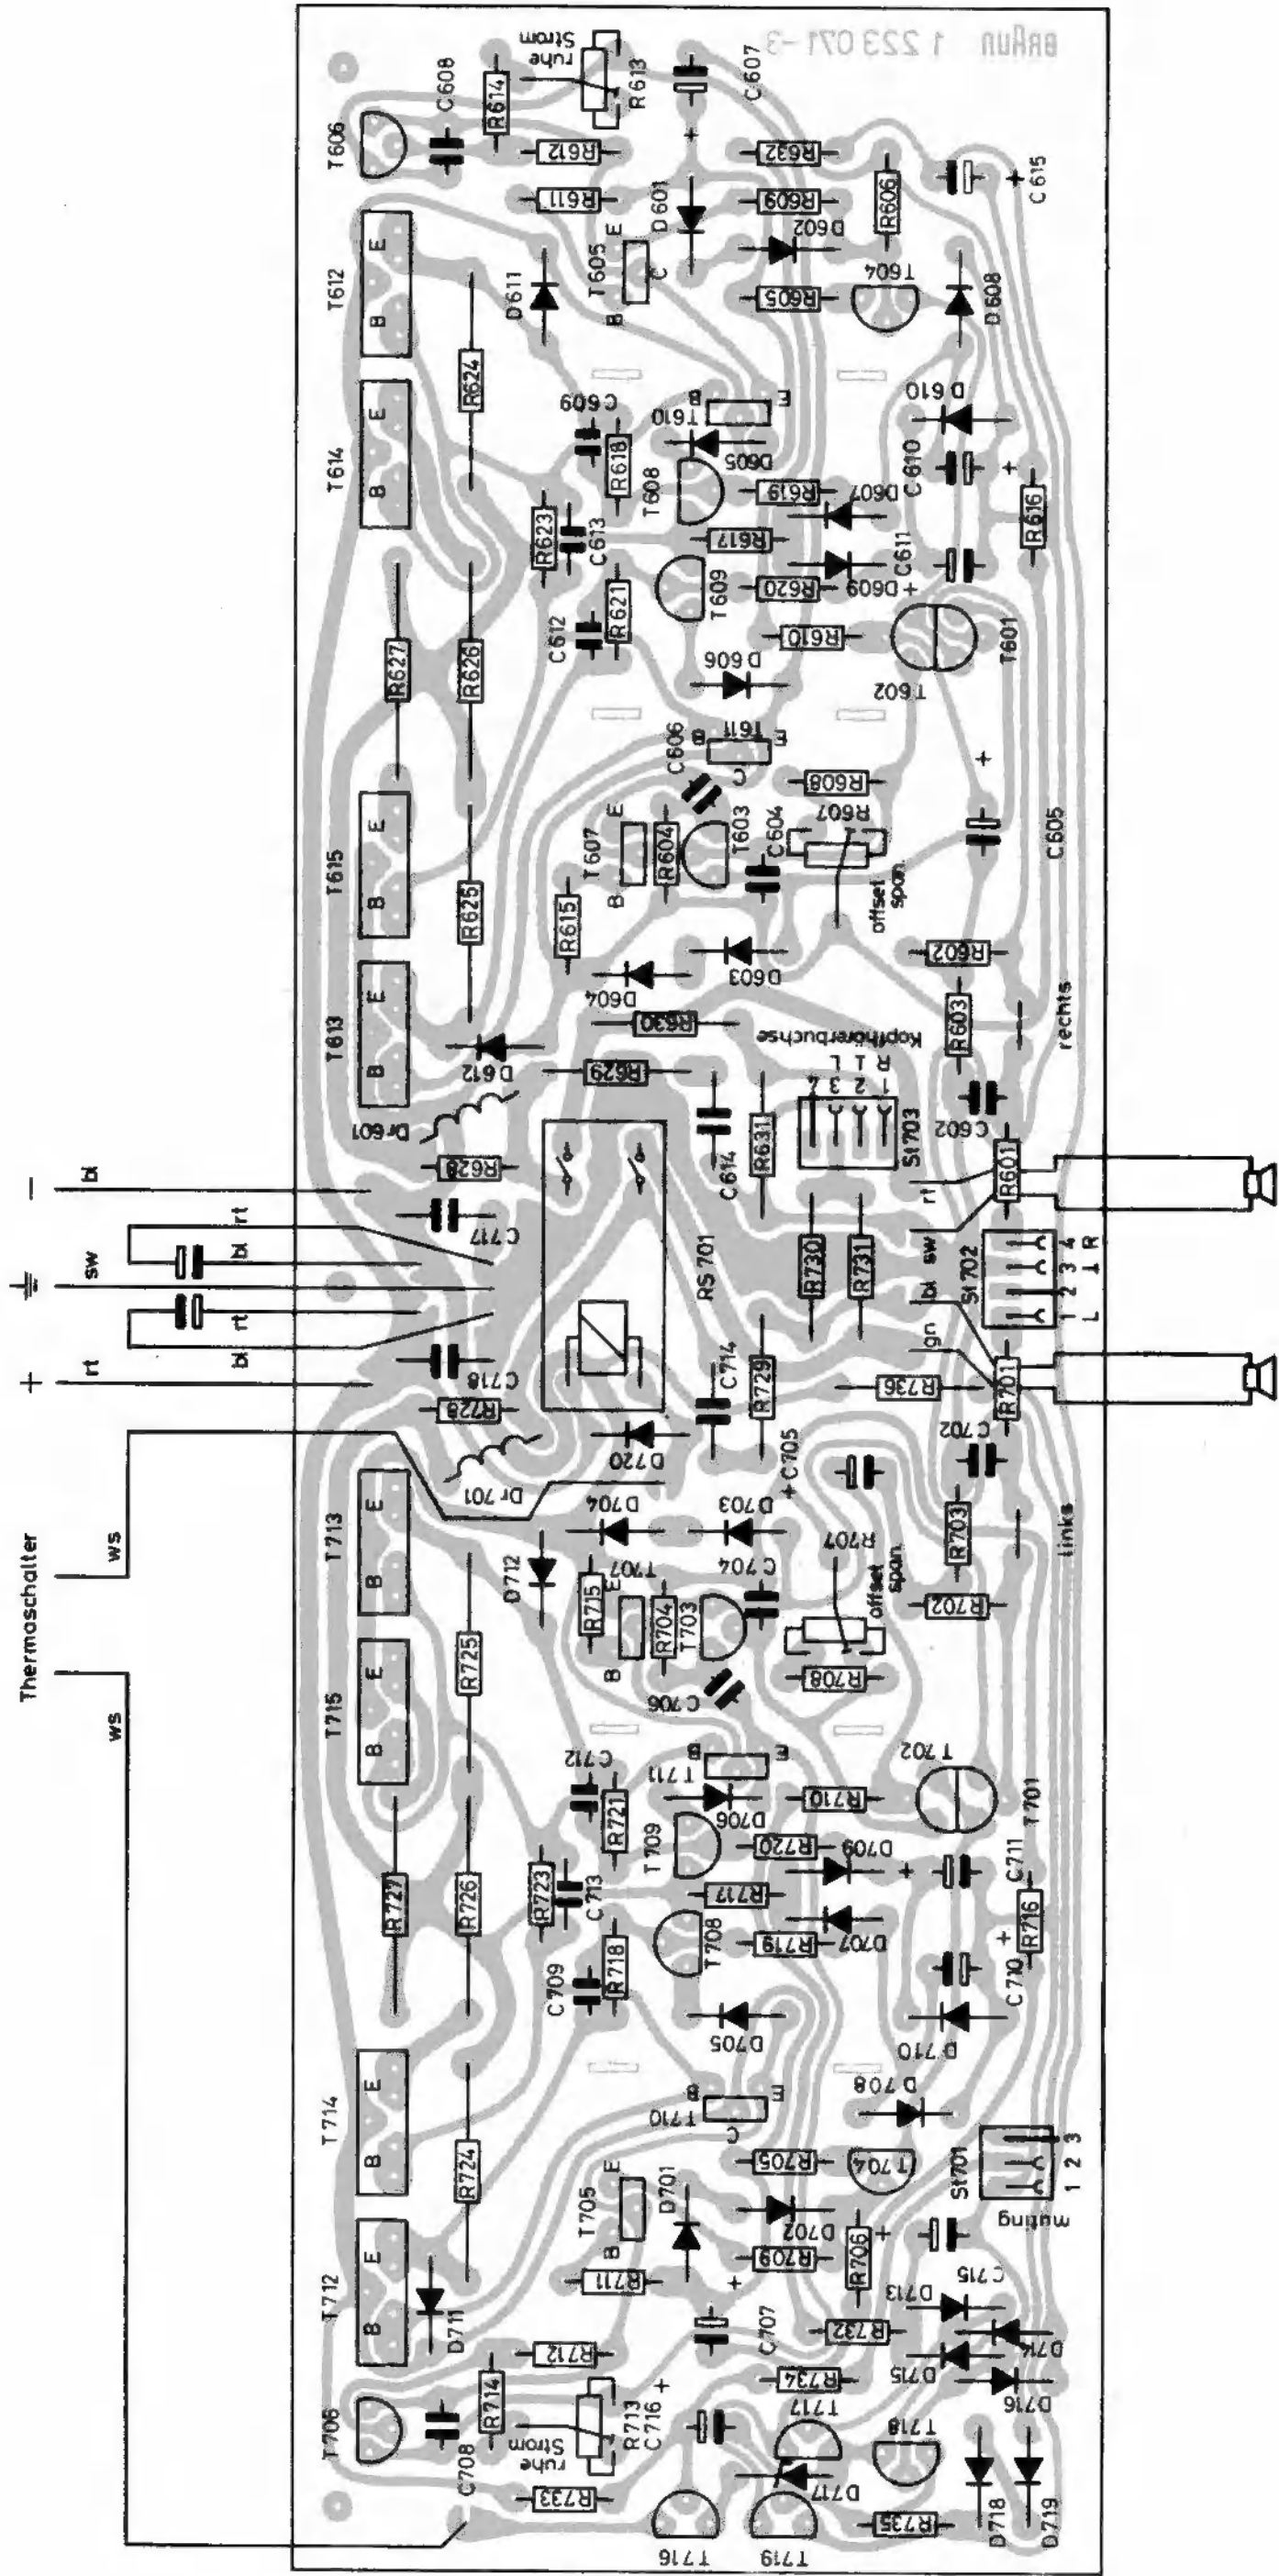 BRAUN 1 223 071-3
T606
C608
R614
ruhe
Strom
R613
C607
+
R612
R611
R632
R609
R606
C615
+
T612
B E
D611
T605
B
E
C
D601
D602
R605
T604
D608
T614
B E
R624
C609
R618
T610
B
E
D605
T608
R619
D607
D610
C610
+
R616
R623
C613
R617
T609
R620
D609
+
C611
R627
R626
C612
R621
D606
R610
T602
T601
T615
B E
R625
T607
B
E
R604
C606
T611
B
E
C
T603
C604
R608
R607
offset
span.
+
C605
R615
T613
B E
D612
D604
D603
R630
R602
R603
rechts
Dr601
R629
Kopfhörerbuchse
R ⊥ L
1 2 3 4
St703
C602
R628
C614
R631
R601
−
bl
rt
bl
sw
rt
bl
+
rt
C717
RS 701
R730
R731
rt
sw
bl
gn
St702
1 2 3 4
L ⊥ R
C718
R728
C714
R729
R736
R701
C702
Thermoschalter
ws
ws
Dr701
D720
+
C705
T713
B E
D712
D704
D703
R715
T707
B
E
R704
T703
C704
R707
offset
span.
R703
R702
links
T715
B E
R725
C706
R708
C712
R721
T711
B
E
D706
R710
T702
T701
R727
R726
R723
C713
T709
R720
D709
+
C711
R717
R718
C709
T708
R719
D707
R716
+
C710
D705
D710
T714
B E
R724
T710
B
E
C
D708
R705
T704
St701
1 2 3
muting
T712
B E
D711
T705
B
E
D701
D702
R709
R706
+
C715
R711
+
C707
R712
R732
D713
D714
D715
D716
T706
C708
R714
ruhe
Strom
R713
C716
+
R734
T717
T718
R733
D717
T716
T719
R735
D718
D719